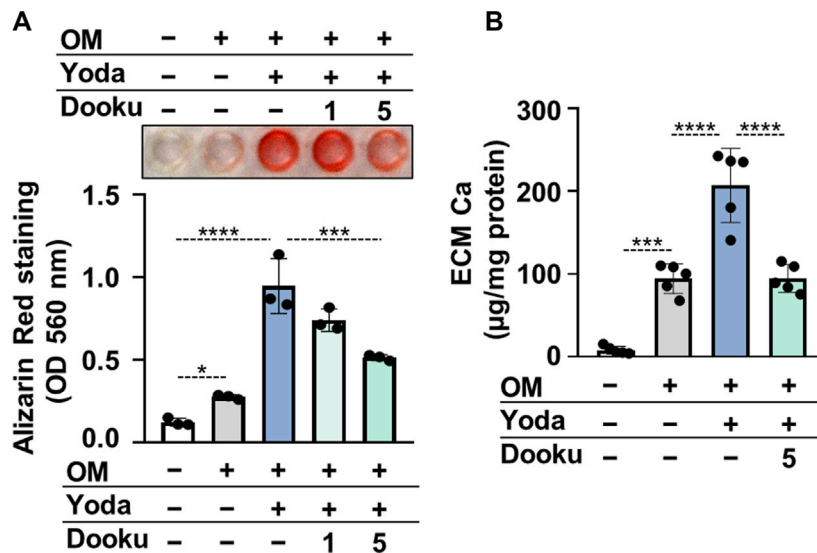 A
OM – + + + +
Yoda – – + + +
Dooku – – – 1 5
Alizarin Red staining
(OD 560 nm)
1.5
1.0
0.5
0.0
**** ***
*
OM – + + + +
Yoda – – + + +
Dooku – – – 1 5
B
ECM Ca
(µg/mg protein)
300
200
100
0
**** ****
***
OM – + + +
Yoda – – + +
Dooku – – – 5